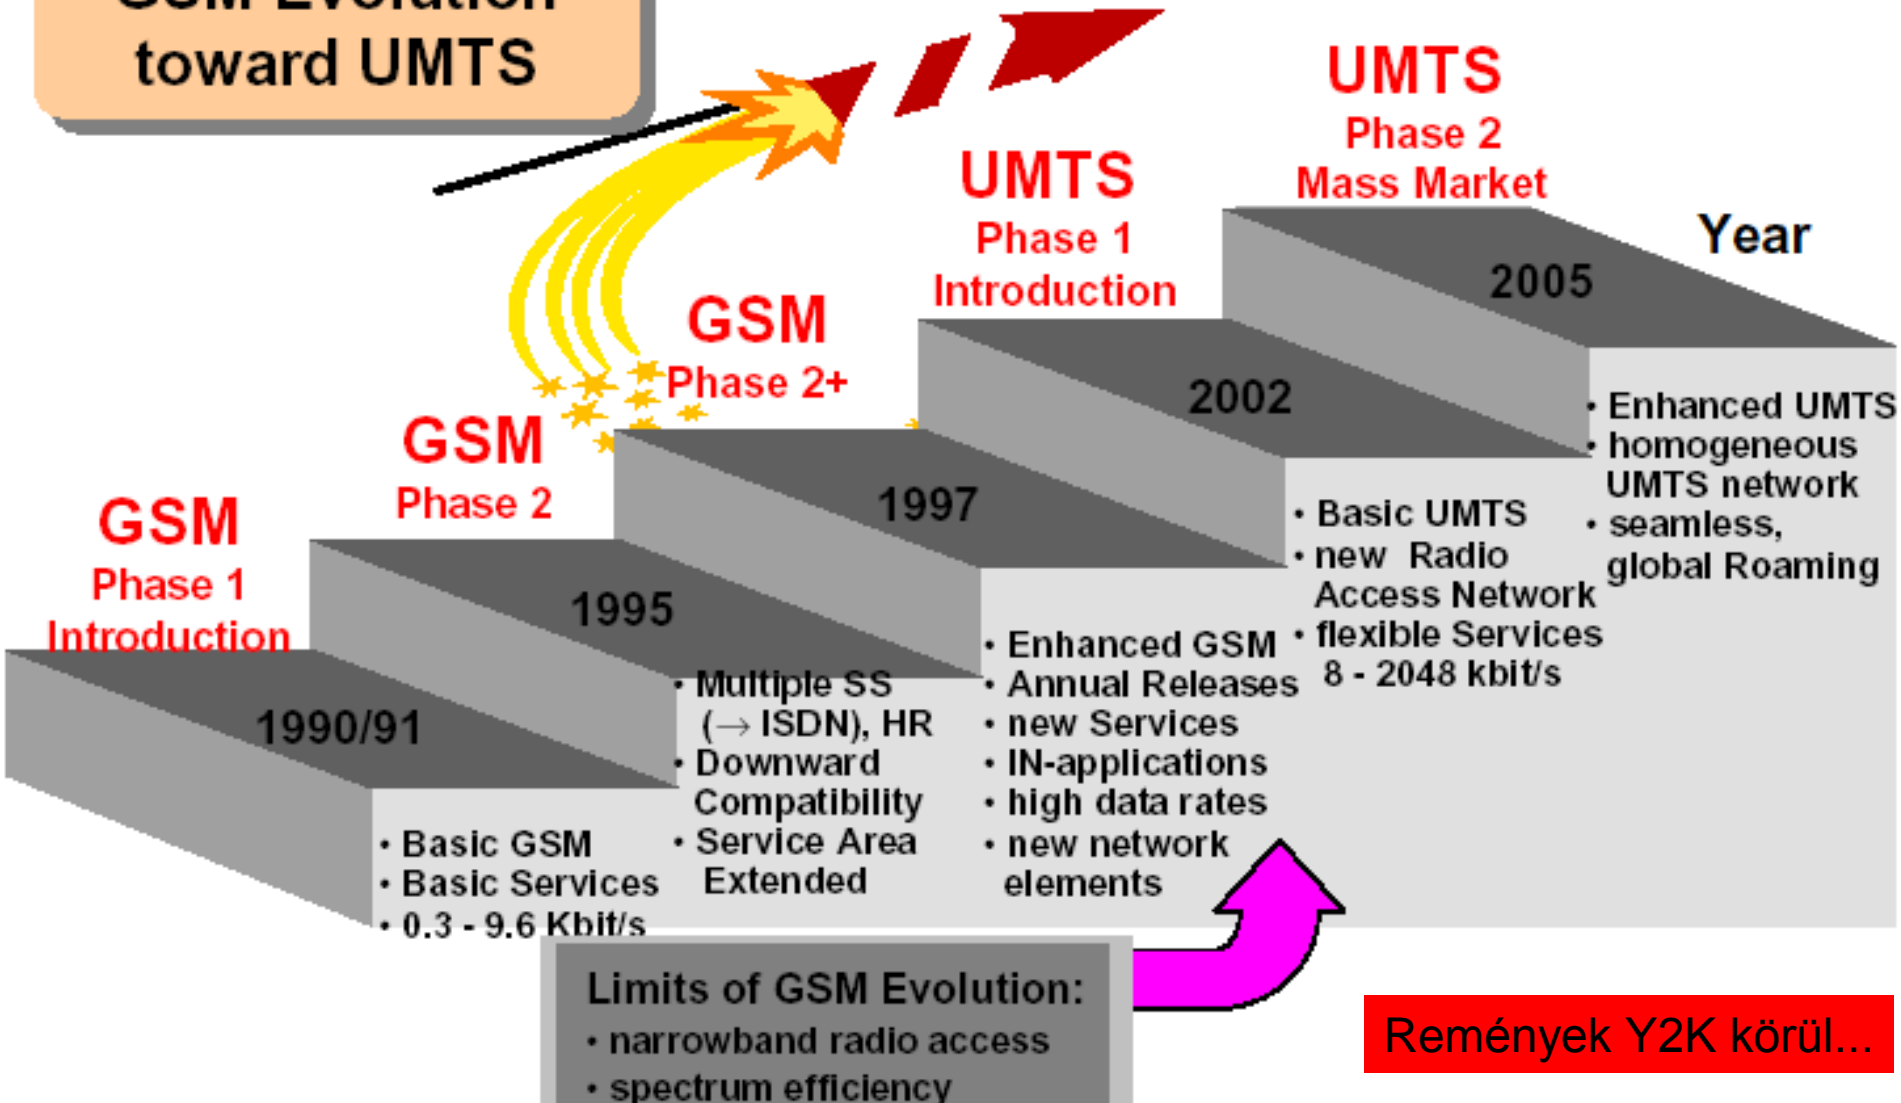 GSM Evolution
toward UMTS
UMTS
Phase 2
Mass Market
UMTS
Phase 1
Introduction
Year
GSM
Phase 2+
GSM
Phase 2
GSM
Phase 1
Introduction
2005
2002
1997
1995
1990/91
• Basic GSM
• Basic Services
• 0.3 - 9.6 Kbit/s
• Multiple SS
(→ ISDN), HR
• Downward
Compatibility
• Service Area
Extended
• Enhanced GSM
• Annual Releases
• new Services
• IN-applications
• high data rates
• new network
elements
• Basic UMTS
• new Radio
Access Network
• flexible Services
8 - 2048 kbit/s
• Enhanced UMTS
• homogeneous
UMTS network
• seamless,
global Roaming
Limits of GSM Evolution:
• narrowband radio access
• spectrum efficiency
Remények Y2K körül...